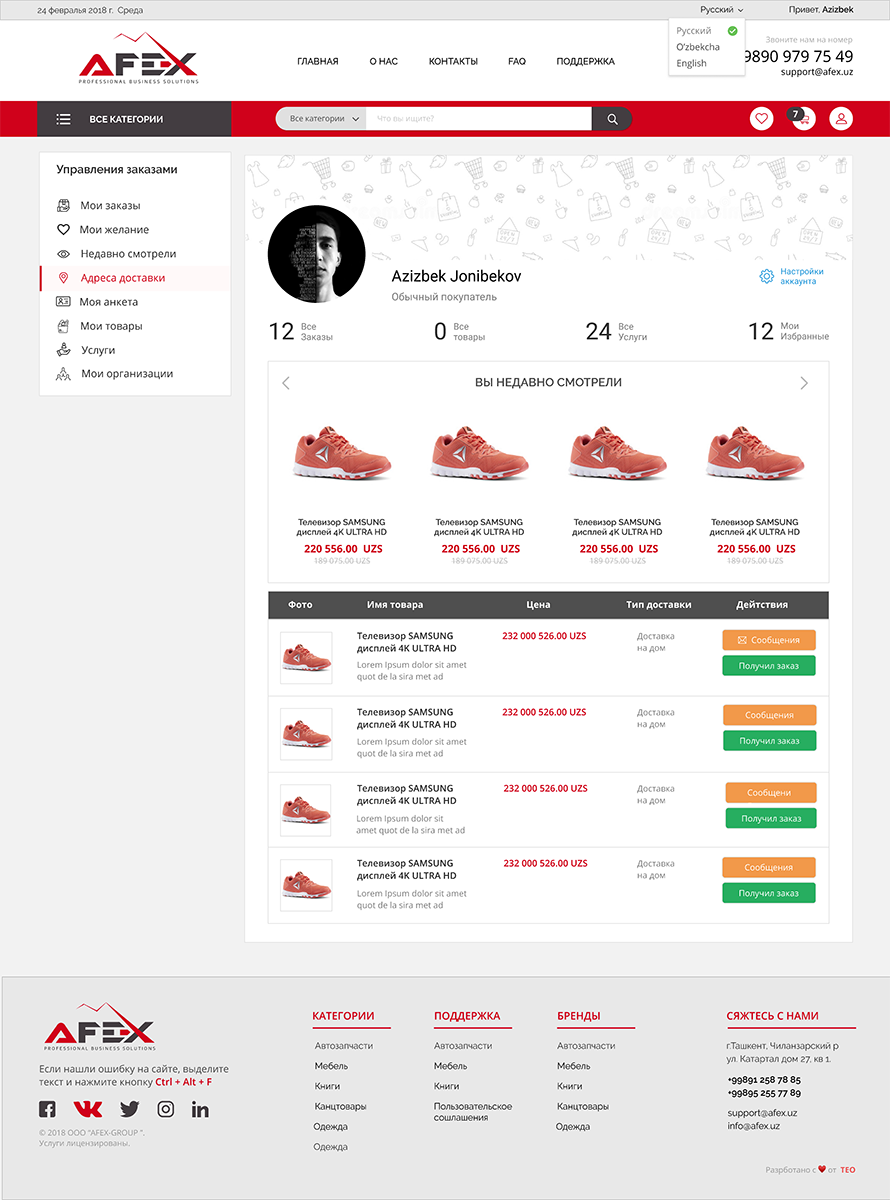 24 февралья 2018 г. Среда
Русский
Привет, Azizbek
Русский
O'zbekcha
English
AFEX
PROFESSIONAL BUSINESS SOLUTIONS
ГЛАВНАЯ
О НАС
КОНТАКТЫ
FAQ
ПОДДЕРЖКА
Звоните нам на номер
9890 979 75 49
support@afex.uz
ВСЕ КАТЕГОРИИ
Все категории
Что вы ищите?
7
Управления заказами
Мои заказы
Мои желание
Недавно смотрели
Адреса доставки
Моя анкета
Мои товары
Услуги
Мои организации
Azizbek Jonibekov
Обычный покупатель
Настройки
аккаунта
12 Все
Заказы
0 Все
товары
24 Все
Услуги
12 Мои
Избранные
ВЫ НЕДАВНО СМОТРЕЛИ
Телевизор SAMSUNG
дисплей 4K ULTRA HD
220 556.00 UZS
189 075.00 UZS
Телевизор SAMSUNG
дисплей 4K ULTRA HD
220 556.00 UZS
189 075.00 UZS
Телевизор SAMSUNG
дисплей 4K ULTRA HD
220 556.00 UZS
189 075.00 UZS
Телевизор SAMSUNG
дисплей 4K ULTRA HD
220 556.00 UZS
189 075.00 UZS
Фото
Имя товара
Цена
Тип доставки
Дейтствия
Телевизор SAMSUNG
дисплей 4K ULTRA HD
Lorem Ipsum dolor sit amet
quot de la sira met ad
232 000 526.00 UZS
Доставка
на дом
Сообщения
Получил заказ
Телевизор SAMSUNG
дисплей 4K ULTRA HD
Lorem Ipsum dolor sit amet
quot de la sira met ad
232 000 526.00 UZS
Доставка
на дом
Сообщения
Получил заказ
Телевизор SAMSUNG
дисплей 4K ULTRA HD
Lorem Ipsum dolor sit
amet quot de la sira met ad
232 000 526.00 UZS
Доставка
на дом
Сообщени
Получил заказ
Телевизор SAMSUNG
дисплей 4K ULTRA HD
Lorem Ipsum dolor sit amet
quot de la sira met ad
232 000 526.00 UZS
Доставка
на дом
Сообщения
Получил заказ
AFEX
PROFESSIONAL BUSINESS SOLUTIONS
Если нашли ошибку на сайте, выделите
текст и нажмите кнопку Ctrl + Alt + F
© 2018 ООО "AFEX-GROUP ",
Услуги лицензированы.
КАТЕГОРИИ
Автозапчасти
Мебель
Книги
Канцтовары
Одежда
Одежда
ПОДДЕРЖКА
Автозапчасти
Мебель
Книги
Пользовательское
сошлашения
БРЕНДЫ
Автозапчасти
Мебель
Книги
Канцтовары
Одежда
СЯЖТЕСЬ С НАМИ
г.Ташкент, Чиланзарский р
ул. Катартал дом 27, кв 1.
+99891 258 78 85
+99895 255 77 89
support@afex.uz
info@afex.uz
Разрботано с от TEO